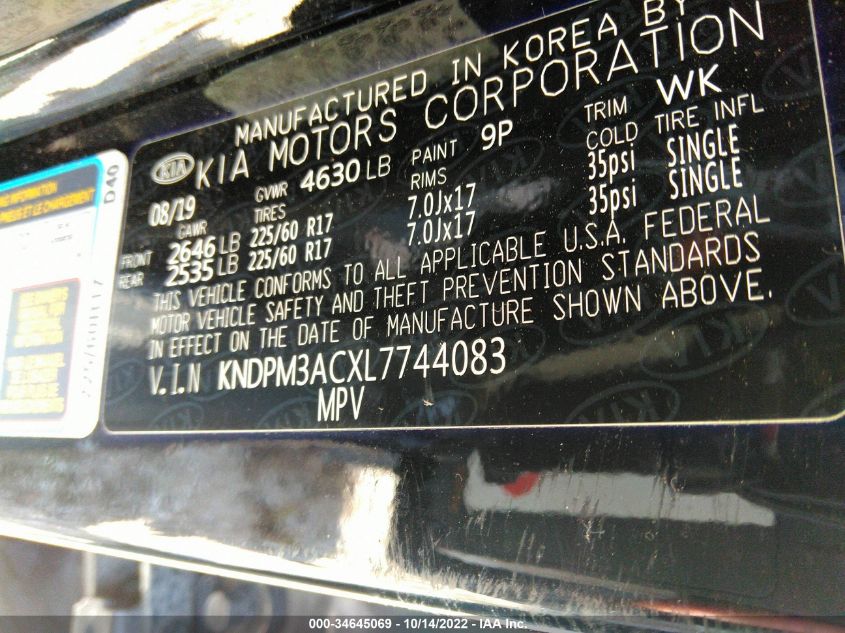 MANUFACTURED IN KOREA BY
KIA KIA MOTORS CORPORATION
08/19 GVWR 4630 LB PAINT 9P TRIM WK
GAWR TIRES RIMS COLD TIRE INFL
FRONT 2646 LB 225/60 R17 7.0Jx17 35psi SINGLE
REAR 2535 LB 225/60 R17 7.0Jx17 35psi SINGLE
THIS VEHICLE CONFORMS TO ALL APPLICABLE U.S.A. FEDERAL
MOTOR VEHICLE SAFETY AND THEFT PREVENTION STANDARDS
IN EFFECT ON THE DATE OF MANUFACTURE SHOWN ABOVE.
V.I.N KNDPM3ACXL7744083
MPV
D40
225/60R17
000-34645069 - 10/14/2022 - IAA Inc.